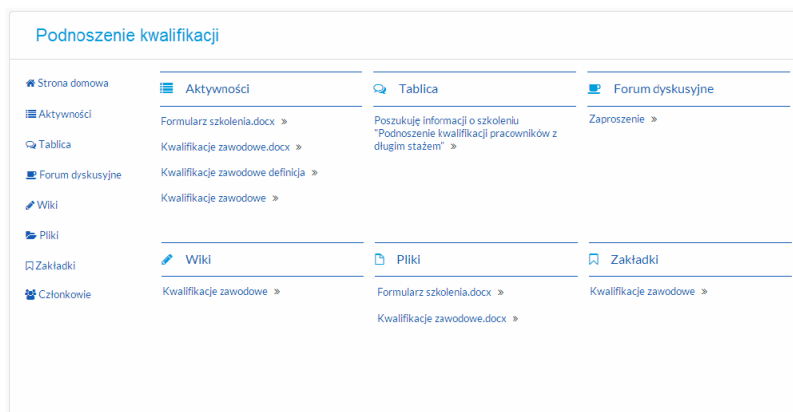 Podnoszenie kwalifikacji
Strona domowa
Aktywności
Tablica
Forum dyskusyjne
Wiki
Pliki
Zakładki
Członkowie
Aktywności
Formularz szkolenia.docx »
Kwalifikacje zawodowe.docx »
Kwalifikacje zawodowe definicja »
Kwalifikacje zawodowe »
Tablica
Poszukuję informacji o szkoleniu
"Podnoszenie kwalifikacji pracowników z
długim stażem" »
Forum dyskusyjne
Zaproszenie »
Wiki
Kwalifikacje zawodowe »
Pliki
Formularz szkolenia.docx »
Kwalifikacje zawodowe.docx »
Zakładki
Kwalifikacje zawodowe »